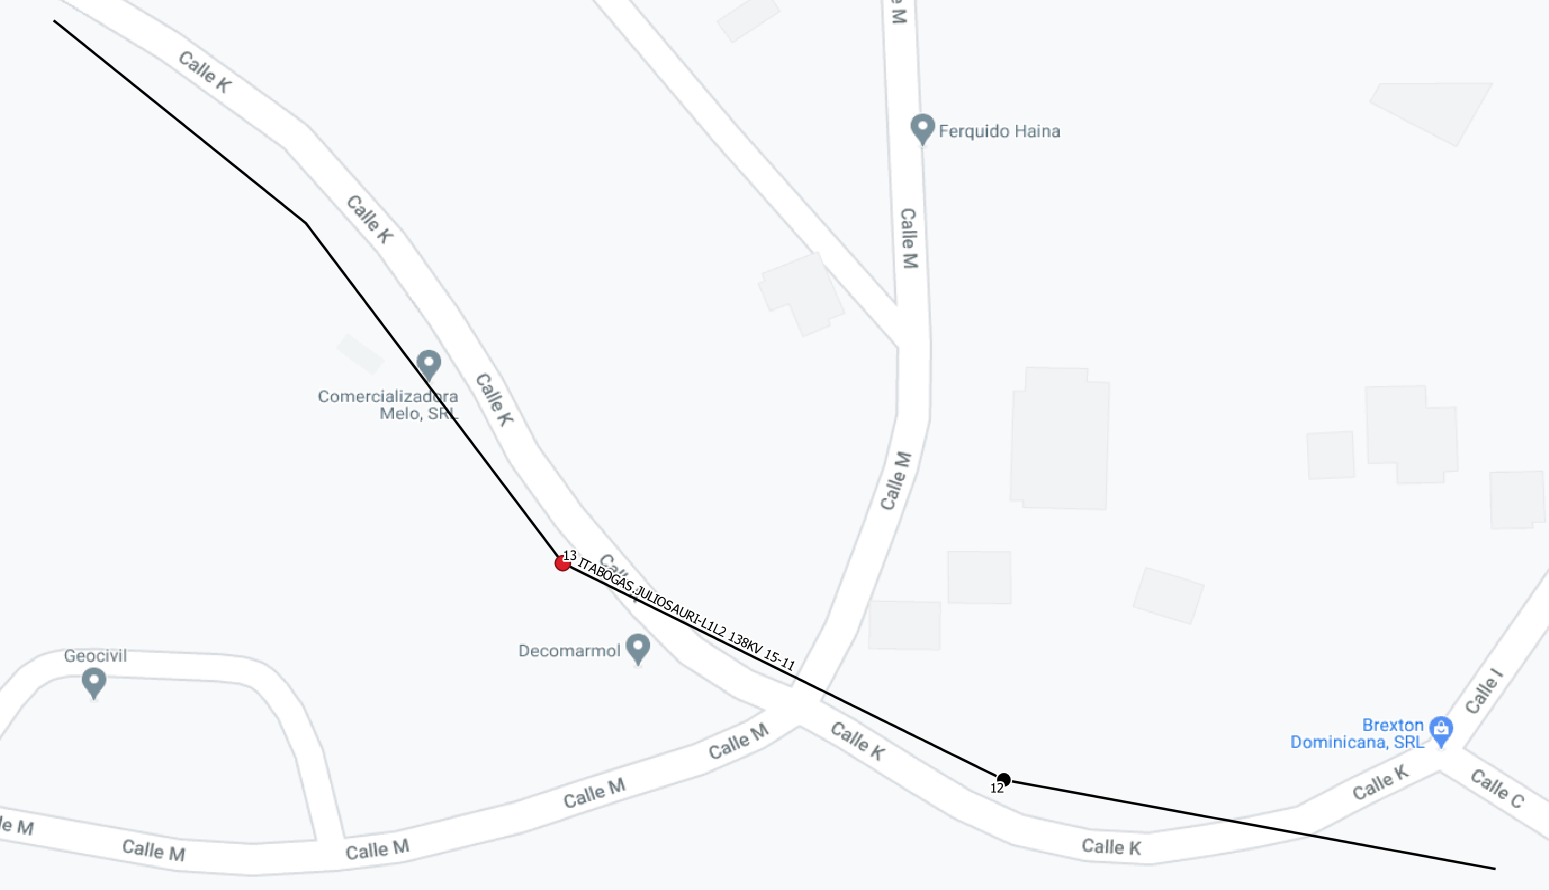 Calle K
e M
Ferquido Haina
Calle K
Calle M
Comercializadora
Melo, SRL
Calle K
Calle M
13
ITABOGAS.JULIOSAURI-L1L2 138KV 15-11
Decomarmol
Geocivil
Calle I
Brexton
Dominicana, SRL
Calle M
Calle K
12
Calle K
Calle C
Calle M
le M
Calle M
Calle M
Calle K